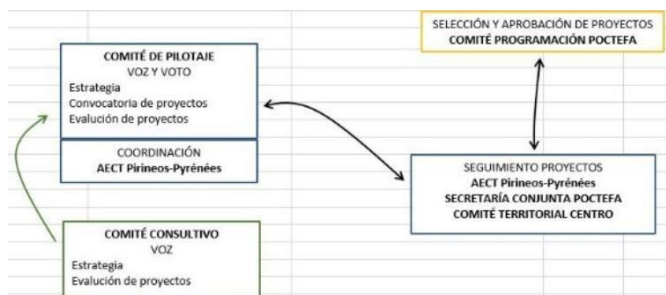 COMITÉ DE PILOTAJE
VOZ Y VOTO
Estrategia
Convocatoria de proyectos
Evalución de proyectos
COORDINACIÓN
AECT Pirineos-Pyrénées
COMITÉ CONSULTIVO
VOZ
Estrategia
Evalución de proyectos
SELECCIÓN Y APROBACIÓN DE PROYECTOS
COMITÉ PROGRAMACIÓN POCTEFA
SEGUIMIENTO PROYECTOS
AECT Pirineos-Pyrénées
SECRETARÍA CONJUNTA POCTEFA
COMITÉ TERRITORIAL CENTRO